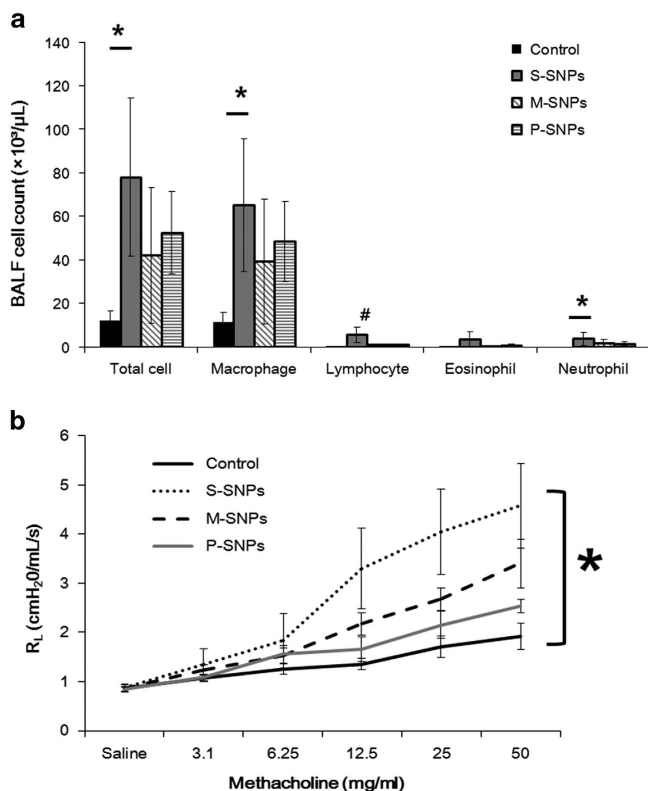 a
*
*
#
*
140
120
100
80
60
40
20
0
BALF cell count (×10³/µL)
Control
S-SNPs
M-SNPs
P-SNPs
Total cell Macrophage Lymphocyte Eosinophil Neutrophil
b
6
5
4
3
2
1
0
R_L (cmH₂0/mL/s)
Control
S-SNPs
M-SNPs
P-SNPs
*
Saline 3.1 6.25 12.5 25 50
Methacholine (mg/ml)